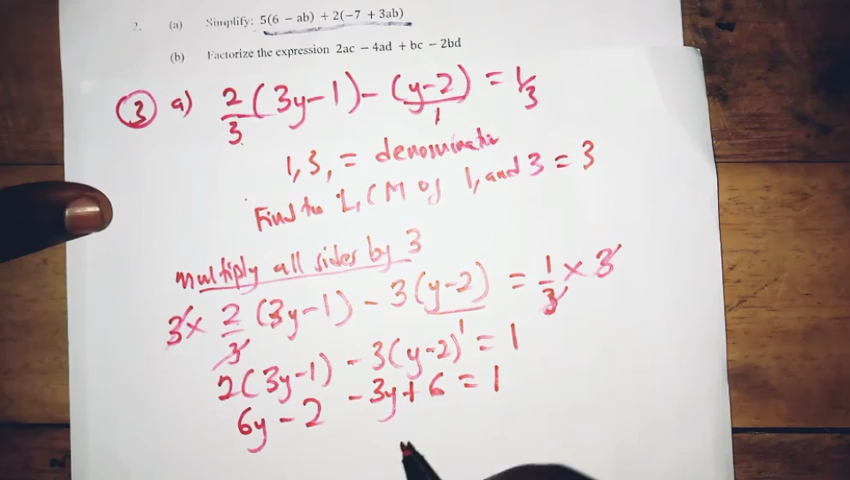 2. (a) Simplify: 5(6 – ab) + 2(–7 + 3ab)
(b) Factorize the expression 2ac – 4ad + bc – 2bd
③ a) 2/3 (3y-1) - (y-2)/1 = 1/3
1, 3, = denominatir
Find the L,CM of 1, and 3 = 3
Multiply all sides by 3
3 x 2/3 (3y-1) - 3(y-2) = 1/3 x 3
2(3y-1) - 3(y-2) = 1
6y - 2 - 3y + 6 = 1